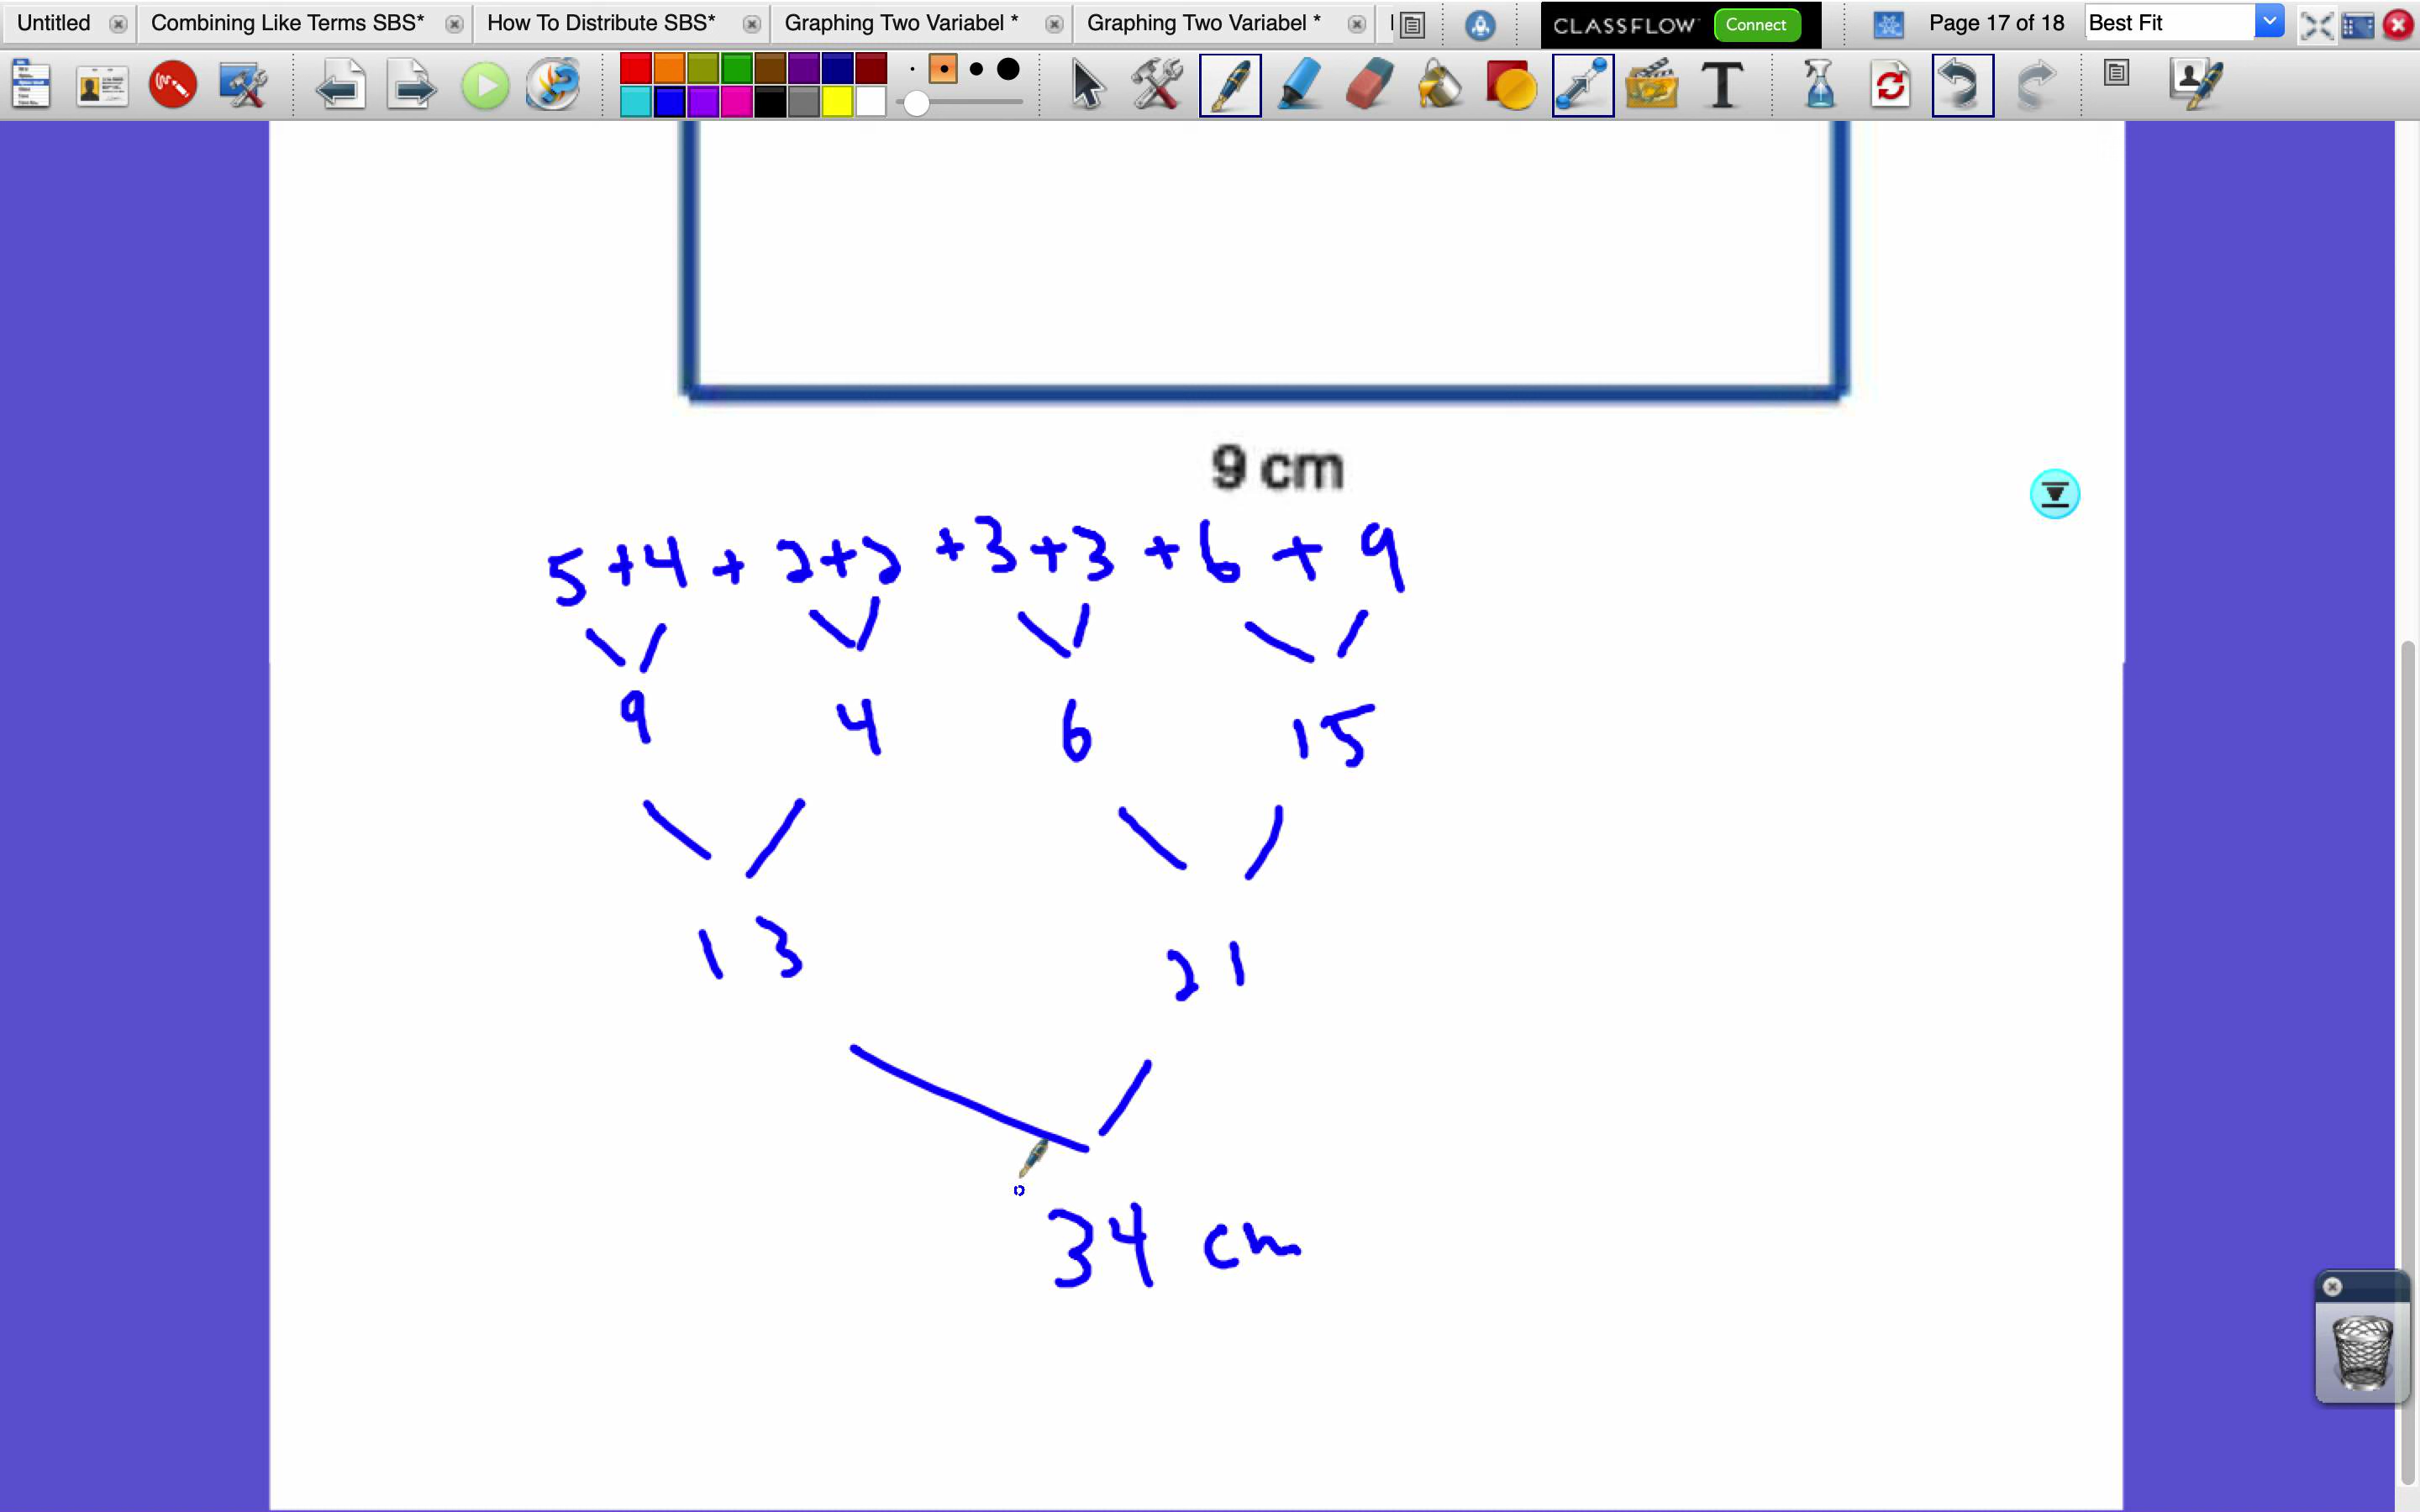 Untitled Combining Like Terms SBS* How To Distribute SBS* Graphing Two Variabel * Graphing Two Variabel * CLASSFLOW Connect Page 17 of 18 Best Fit
T
9 cm
5+4 + 2+2 +3+3 +6 + 9
9 4 6 15
13 21
34 cm